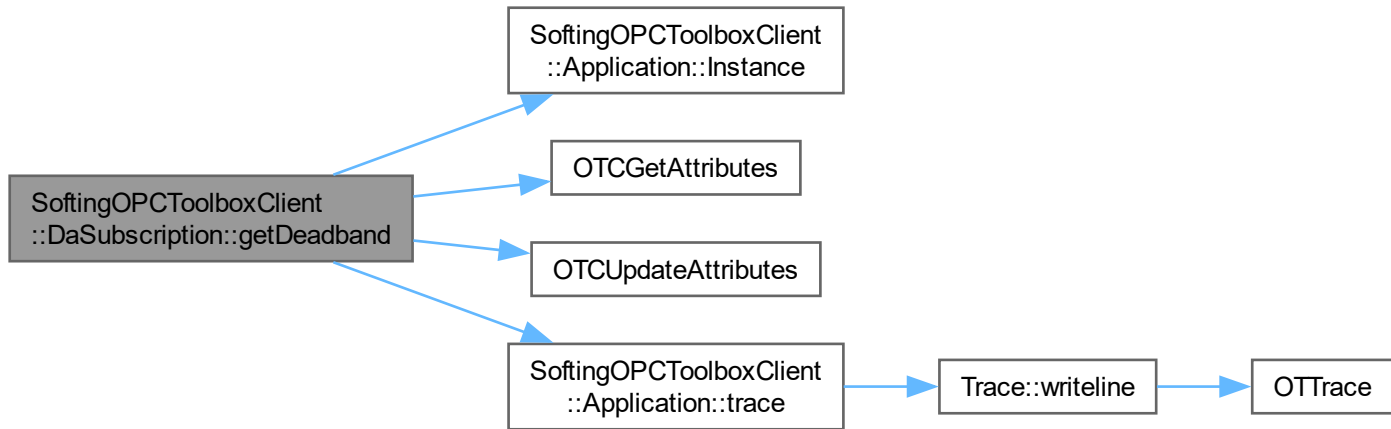 SoftingOPCToolboxClient
::Application::Instance
OTCGetAttributes
SoftingOPCToolboxClient
::DaSubscription::getDeadband
OTCUpdateAttributes
SoftingOPCToolboxClient
::Application::trace
Trace::writeline
OTTrace